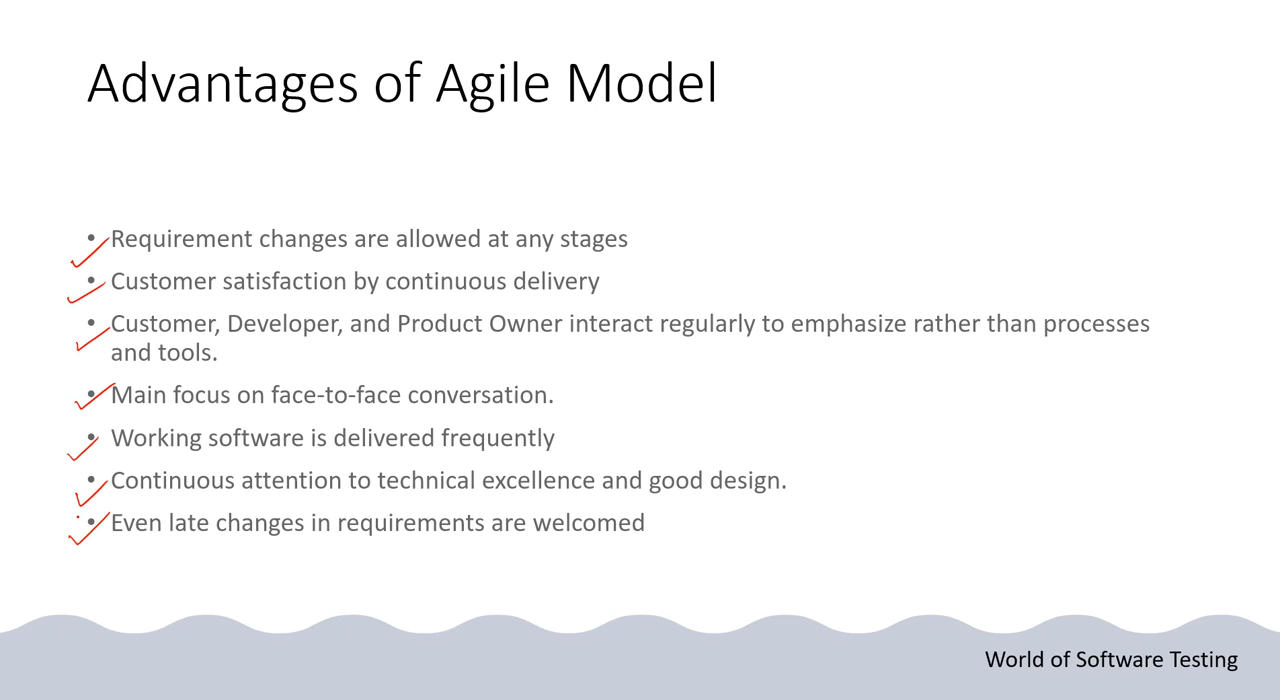 Advantages of Agile Model
• Requirement changes are allowed at any stages
• Customer satisfaction by continuous delivery
• Customer, Developer, and Product Owner interact regularly to emphasize rather than processes
and tools.
• Main focus on face-to-face conversation.
• Working software is delivered frequently
• Continuous attention to technical excellence and good design.
• Even late changes in requirements are welcomed
World of Software Testing